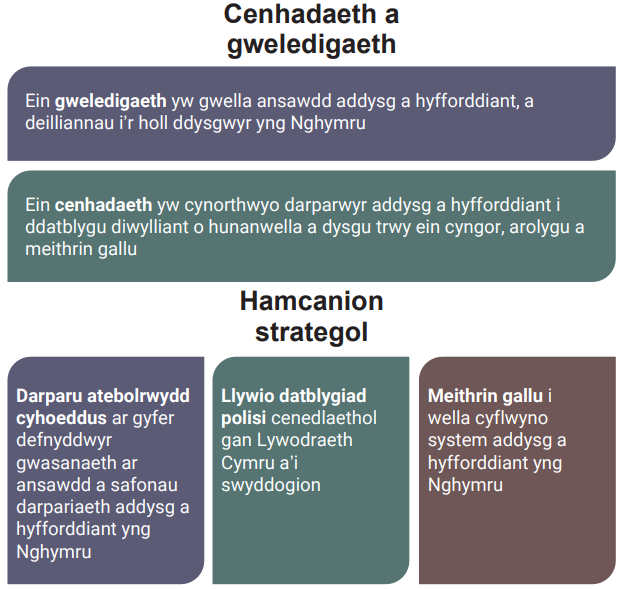 Cenhadaeth a
gweledigaeth
Ein gweledigaeth yw gwella ansawdd addysg a hyfforddiant, a
deilliannau i'r holl ddysgwyr yng Nghymru
Ein cenhadaeth yw cynorthwyo darparwyr addysg a hyfforddiant i
ddatblygu diwylliant o hunanwella a dysgu trwy ein cyngor, arolygu a
meithrin gallu
Hamcanion
strategol
Darparu atebolrwydd
cyhoeddus ar gyfer
defnyddwyr
gwasanaeth ar
ansawdd a safonau
darpariaeth addysg a
hyfforddiant yng
Nghymru
Llywio datblygiad
polisi cenedlaethol
gan Lywodraeth
Cymru a'i
swyddogion
Meithrin gallu i
wella cyflwyno
system addysg a
hyfforddiant yng
Nghymru